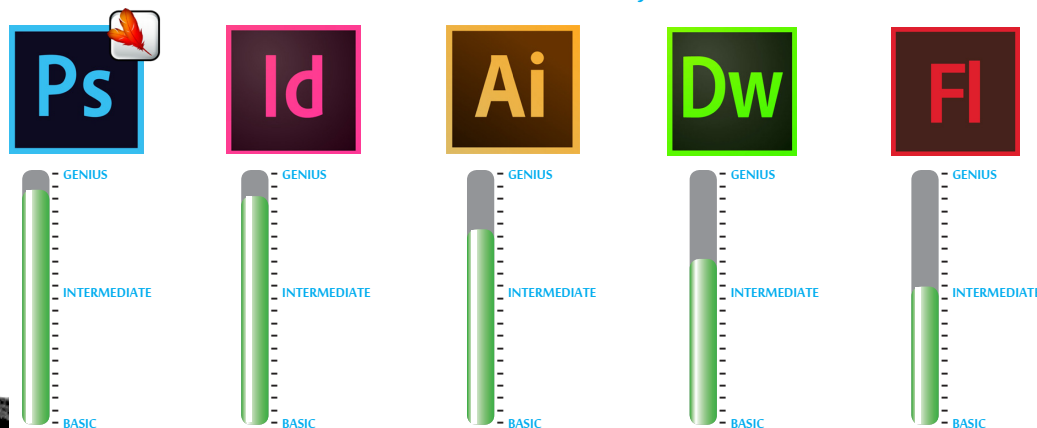 Ps Id Ai Dw Fl
GENIUS GENIUS GENIUS GENIUS GENIUS
INTERMEDIATE INTERMEDIATE INTERMEDIATE INTERMEDIATE INTERMEDIAT
BASIC BASIC BASIC BASIC BASIC